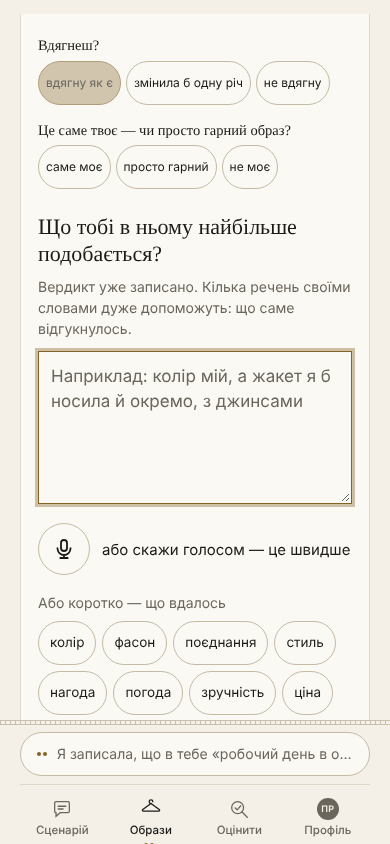 Вдягнеш?
вдягну як є
змінила б одну річ
не вдягну
Це саме твоє — чи просто гарний образ?
саме моє
просто гарний
не моє
Що тобі в ньому найбільше
подобається?
Вердикт уже записано. Кілька речень своїми
словами дуже допоможуть: що саме
відгукнулось.
Наприклад: колір мій, а жакет я б
носила й окремо, з джинсами
або скажи голосом — це швидше
Або коротко — що вдалось
колір
фасон
поєднання
стиль
нагода
погода
зручність
ціна
Я записала, що в тебе «робочий день в о...
Сценарій
Образи
Оцінити
ПР
Профіль